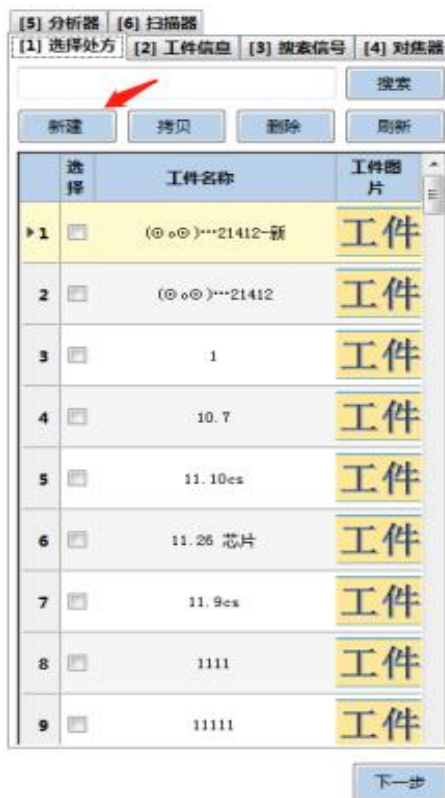 [5] 分析器 [6] 扫描器
[1] 选择处方 [2] 工件信息 [3] 搜索信号 [4] 对焦器
搜索
新建 拷贝 删除 刷新
选择 工件名称 工件图片
1 (⊙o⊙)…21412-新 工件
2 (⊙o⊙)…21412 工件
3 1 工件
4 10.7 工件
5 11.10cs 工件
6 11.26 芯片 工件
7 11.9cs 工件
8 1111 工件
9 11111 工件
下一步